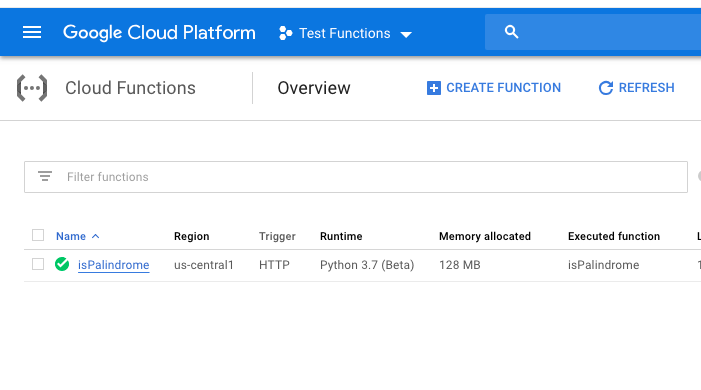 Google Cloud Platform Test Functions
Cloud Functions Overview CREATE FUNCTION REFRESH
Filter functions
Name Region Trigger Runtime Memory allocated Executed function
isPalindrome us-central1 HTTP Python 3.7 (Beta) 128 MB isPalindrome